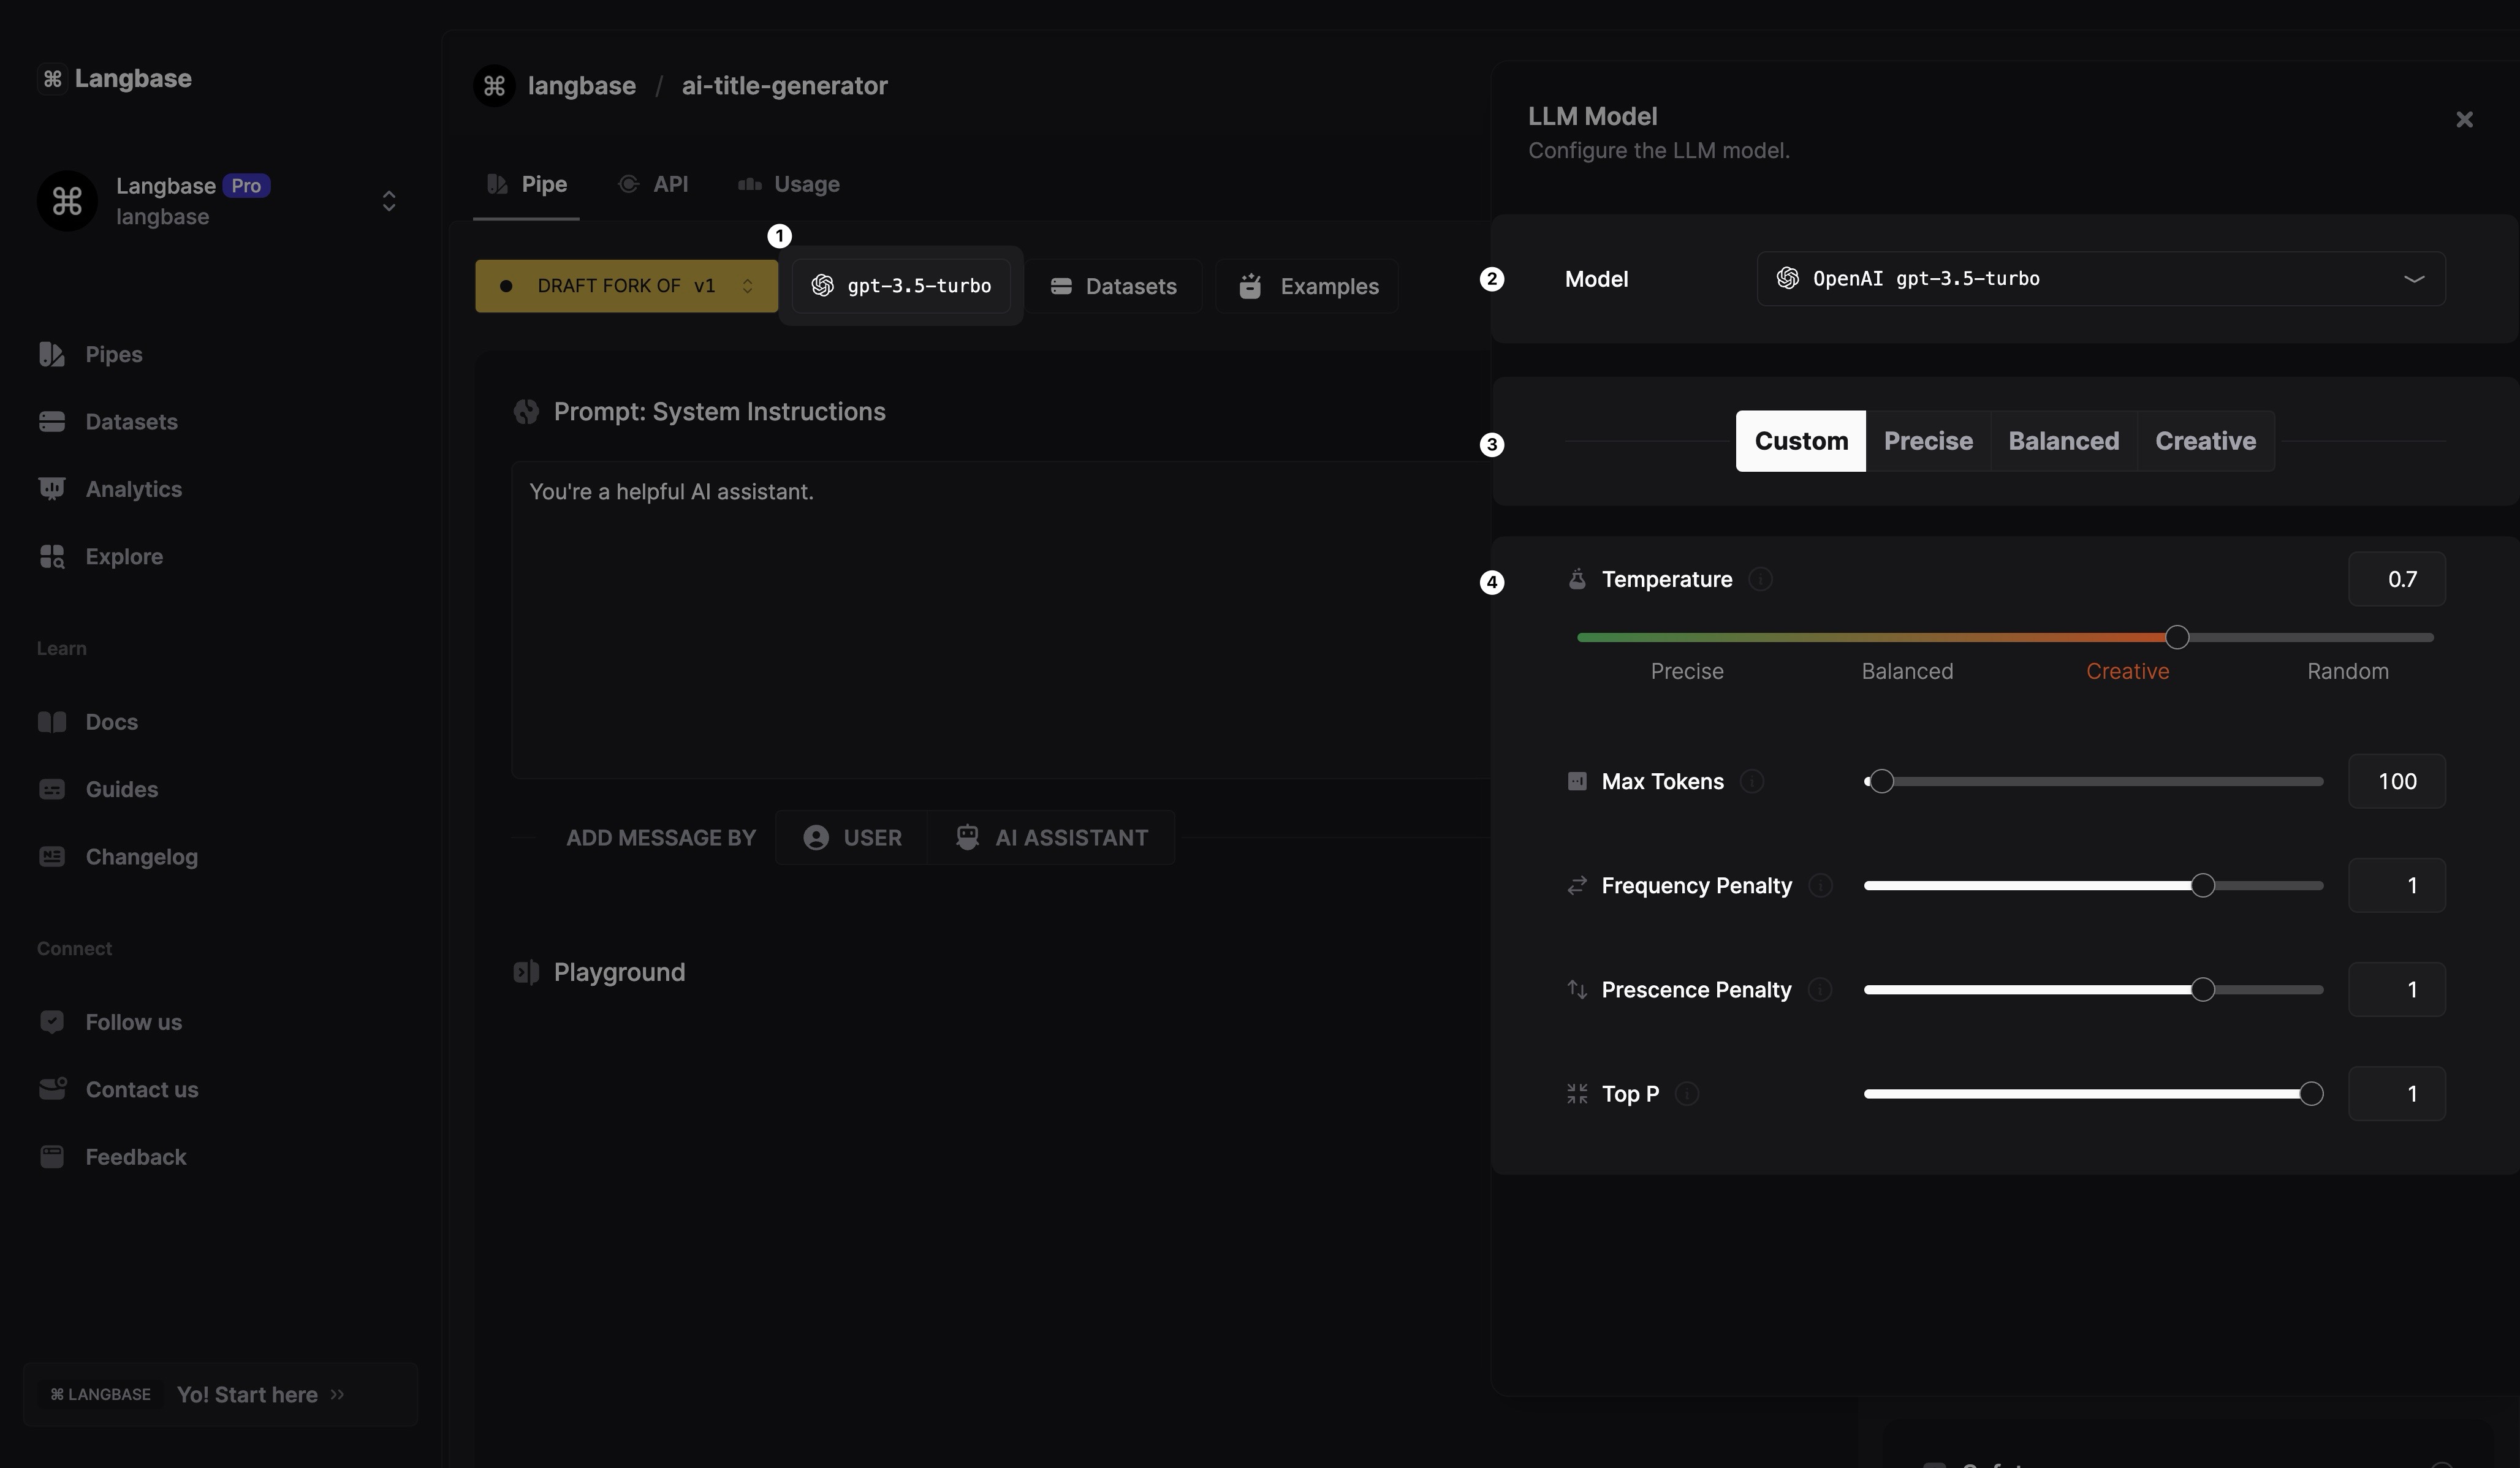 Langbase
Langbase Pro
langbase
Pipes
Datasets
Analytics
Explore
Learn
Docs
Guides
Changelog
Connect
Follow us
Contact us
Feedback
⌘ LANGBASE Yo! Start here >>
langbase / ai-title-generator
Pipe API Usage
1
DRAFT FORK OF v1 gpt-3.5-turbo Datasets Examples
Prompt: System Instructions
You're a helpful AI assistant.
ADD MESSAGE BY USER AI ASSISTANT
Playground
LLM Model
Configure the LLM model.
2 Model OpenAI gpt-3.5-turbo
3 Custom Precise Balanced Creative
4 Temperature 0.7
Precise Balanced Creative Random
Max Tokens 100
Frequency Penalty 1
Prescence Penalty 1
Top P 1